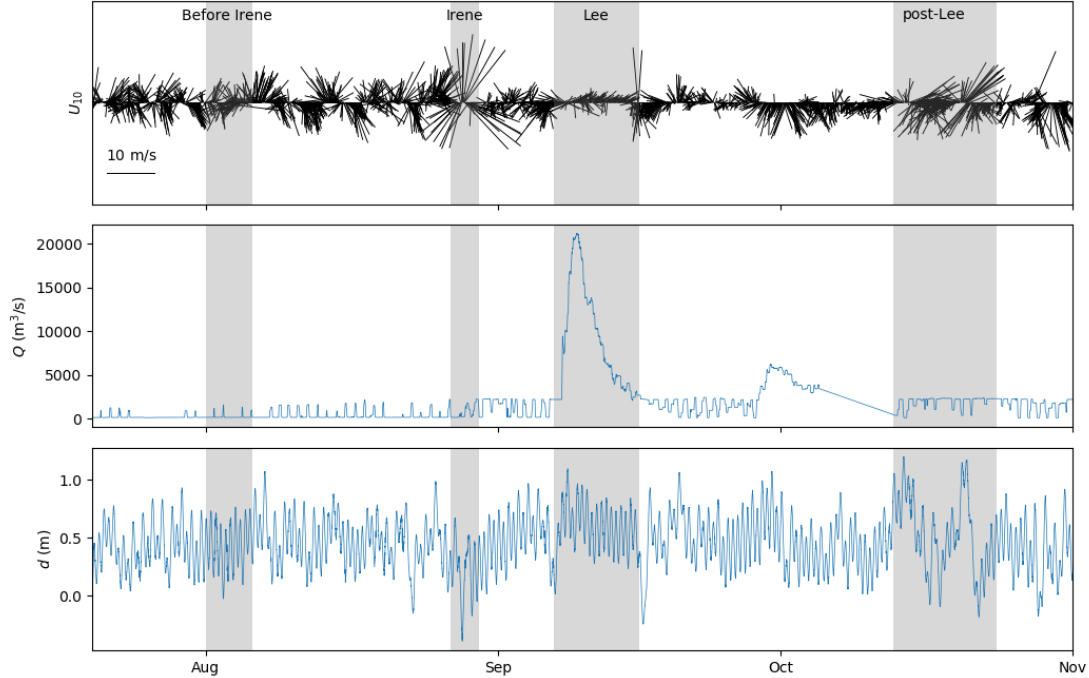 Before Irene Irene Lee post-Lee
U10
10 m/s
20000
15000
10000
5000
0
Q (m3/s)
1.0
0.5
0.0
d (m)
Aug Sep Oct Nov